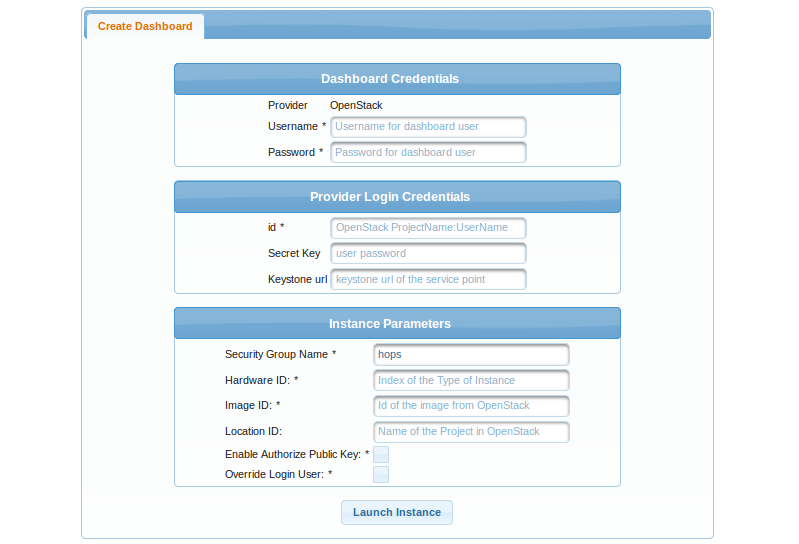 Create Dashboard
Dashboard Credentials
Provider OpenStack
Username * Username for dashboard user
Password * Password for dashboard user
Provider Login Credentials
id * OpenStack ProjectName:UserName
Secret Key user password
Keystone url keystone url of the service point
Instance Parameters
Security Group Name * hops
Hardware ID: * Index of the Type of Instance
Image ID: * Id of the image from OpenStack
Location ID: Name of the Project in OpenStack
Enable Authorize Public Key: *
Override Login User: *
Launch Instance